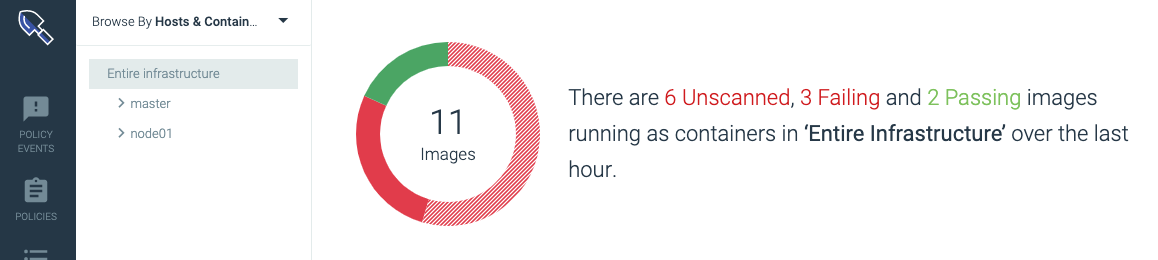 Browse By Hosts & Contain...
Entire infrastructure
master
node01
POLICY
EVENTS
POLICIES
11
Images
There are 6 Unscanned, 3 Failing and 2 Passing images
running as containers in ‘Entire Infrastructure’ over the last
hour.